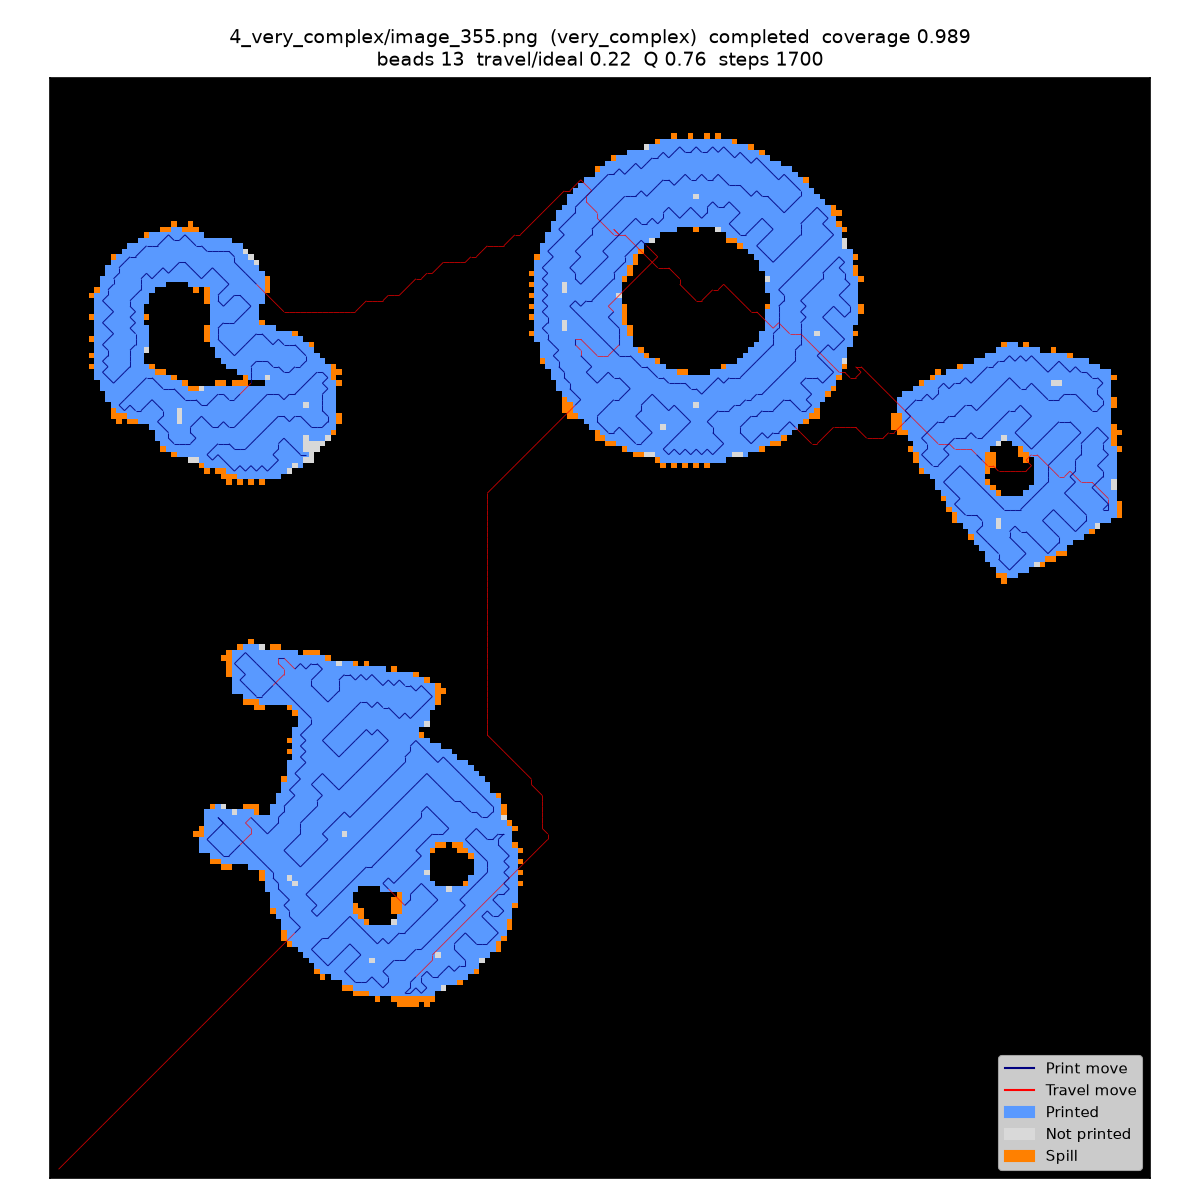 4_very_complex/image_355.png  (very_complex)  completed  coverage 0.989
beads 13  travel/ideal 0.22  Q 0.76  steps 1700
Print move
Travel move
Printed
Not printed
Spill